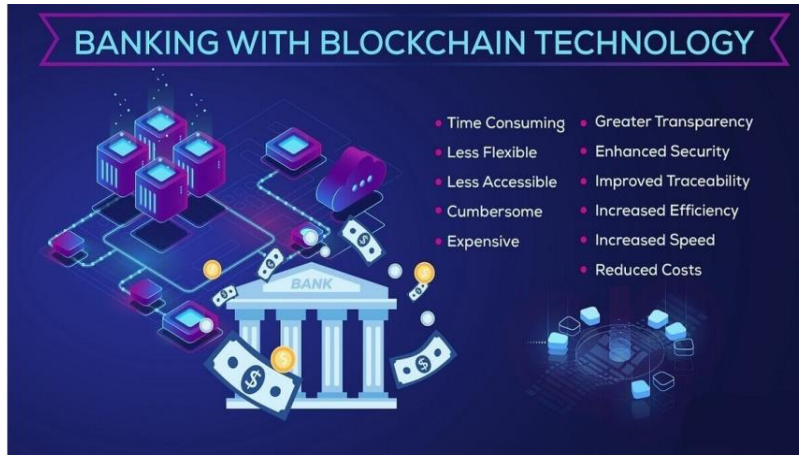 BANKING WITH BLOCKCHAIN TECHNOLOGY
Time Consuming
Less Flexible
Less Accessible
Cumbersome
Expensive
Greater Transparency
Enhanced Security
Improved Traceability
Increased Efficiency
Increased Speed
Reduced Costs
BANK